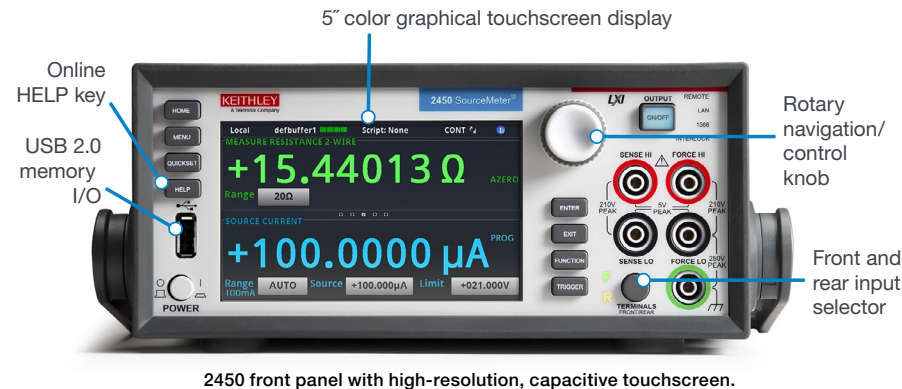 5″ color graphical touchscreen display
Online
HELP key
USB 2.0
memory
I/O
Rotary
navigation/
control
knob
Front and
rear input
selector
KEITHLEY
A Tektronix Company
2450 SourceMeter
LXI
OUTPUT
ON/OFF
REMOTE
LAN
1588
INTERLOCK
HOME
MENU
QUICKSET
HELP
POWER
Local defbuffer1 Script: None CONT
MEASURE RESISTANCE 2-WIRE
+15.44013 Ω
AZERO
Range 20Ω
SOURCE CURRENT
+100.0000 µA
PROG
Range AUTO Source +100.000µA Limit +021.000V
100mA
ENTER
EXIT
FUNCTION
TRIGGER
SENSE HI FORCE HI
210V
PEAK
5V
PEAK
210V
PEAK
SENSE LO FORCE LO
250V
PEAK
F
R
TERMINALS
FRONT/REAR
2450 front panel with high-resolution, capacitive touchscreen.